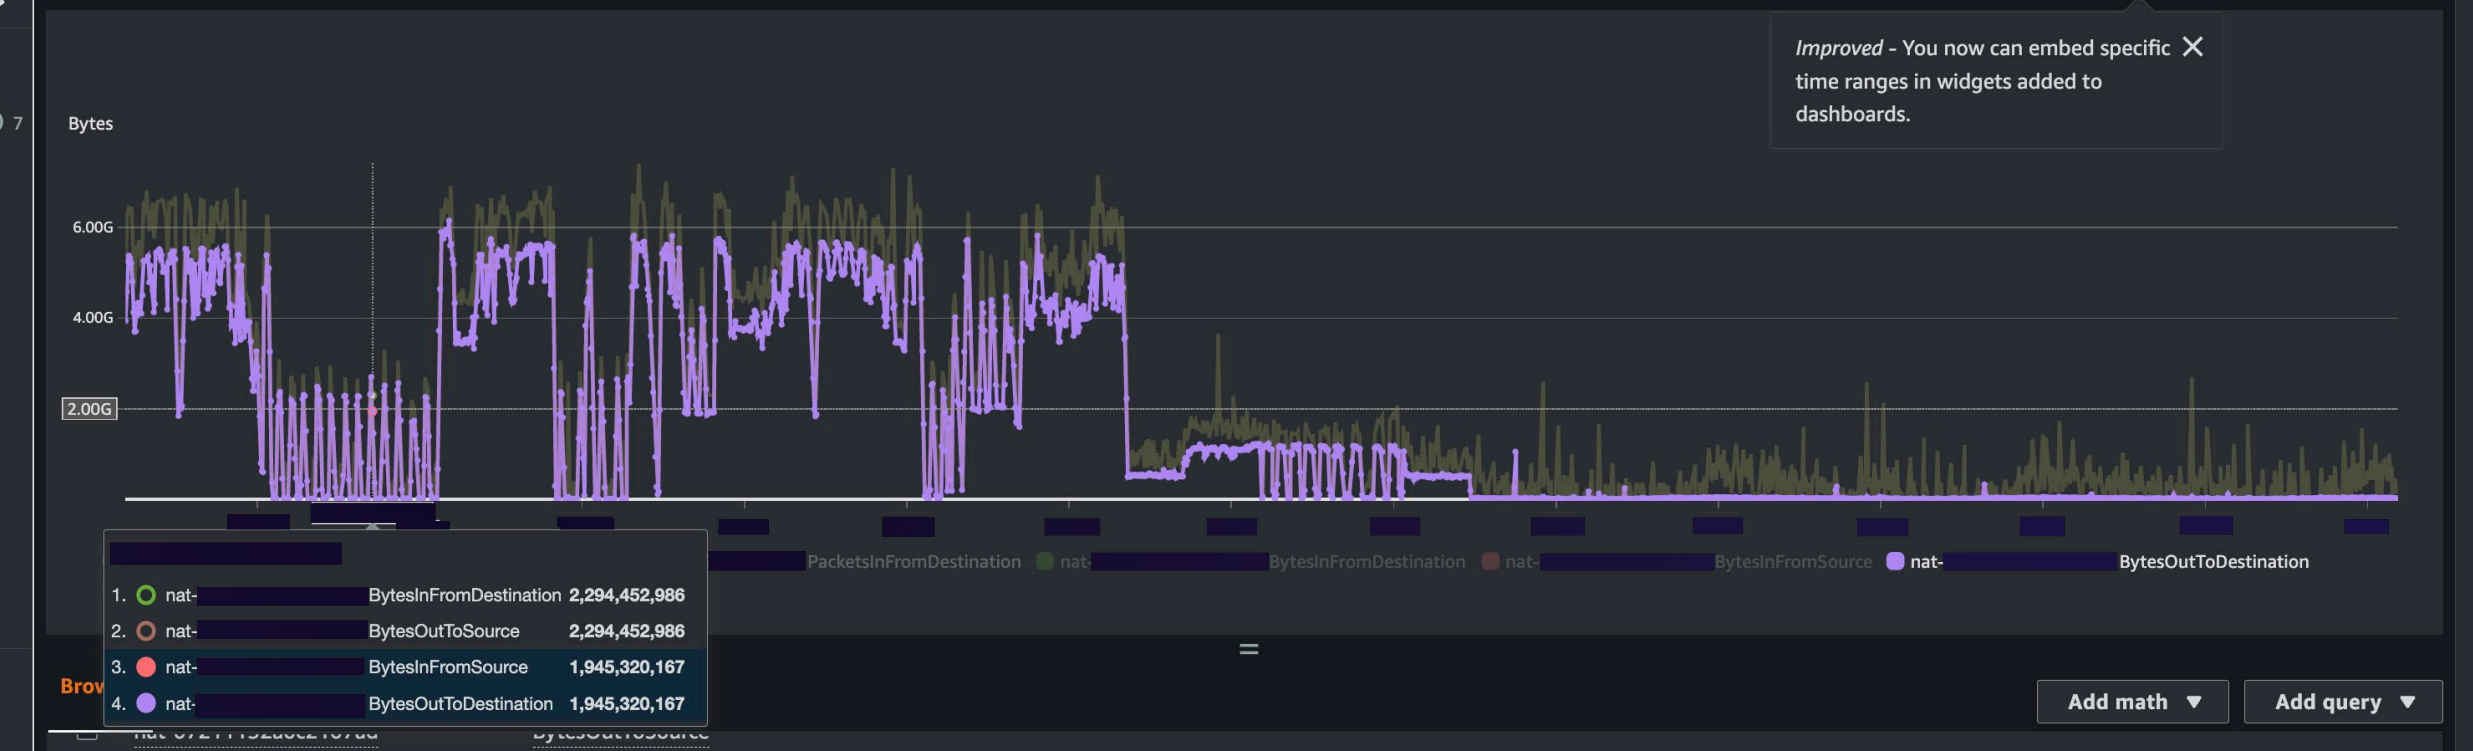 Improved - You now can embed specific
time ranges in widgets added to
dashboards.
7
Bytes
6.00G
4.00G
2.00G
PacketsInFromDestination nat- BytesInFromDestination nat- BytesInFromSource nat- BytesOutToDestination
1. nat- BytesInFromDestination 2,294,452,986
2. nat- BytesOutToSource 2,294,452,986
3. nat- BytesInFromSource 1,945,320,167
4. nat- BytesOutToDestination 1,945,320,167
Brow
Add math
Add query
BytesOutToSource